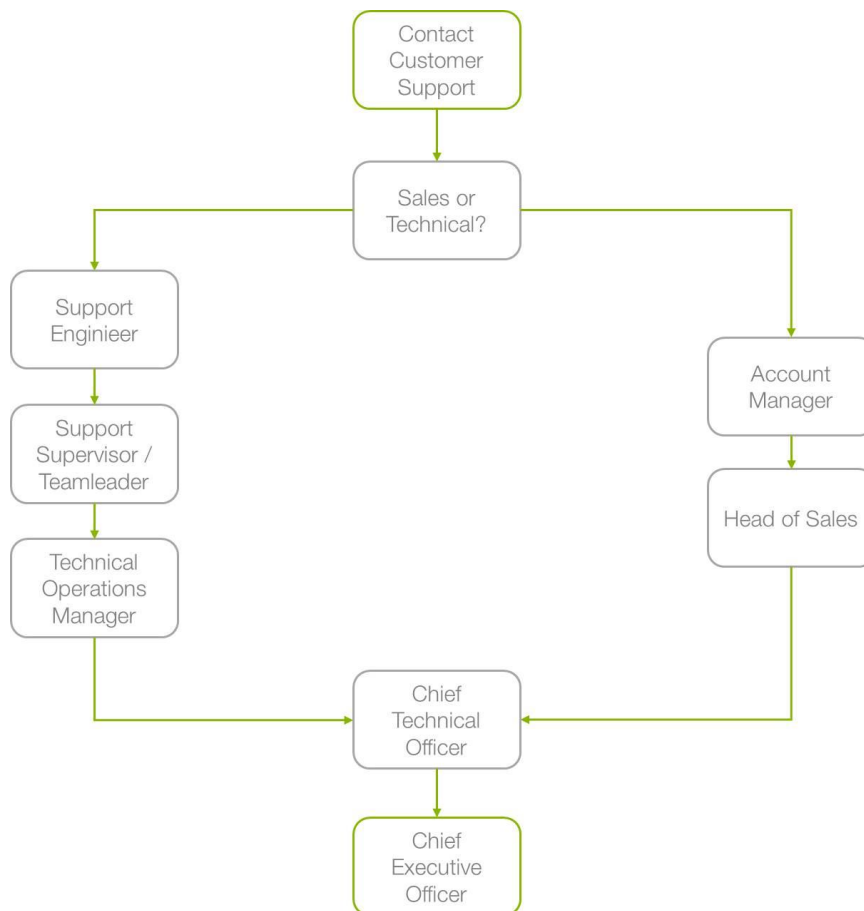 Contact
Customer
Support
Sales or
Technical?
Support
Enginieer
Support
Supervisor /
Teamleader
Technical
Operations
Manager
Account
Manager
Head of Sales
Chief
Technical
Officer
Chief
Executive
Officer